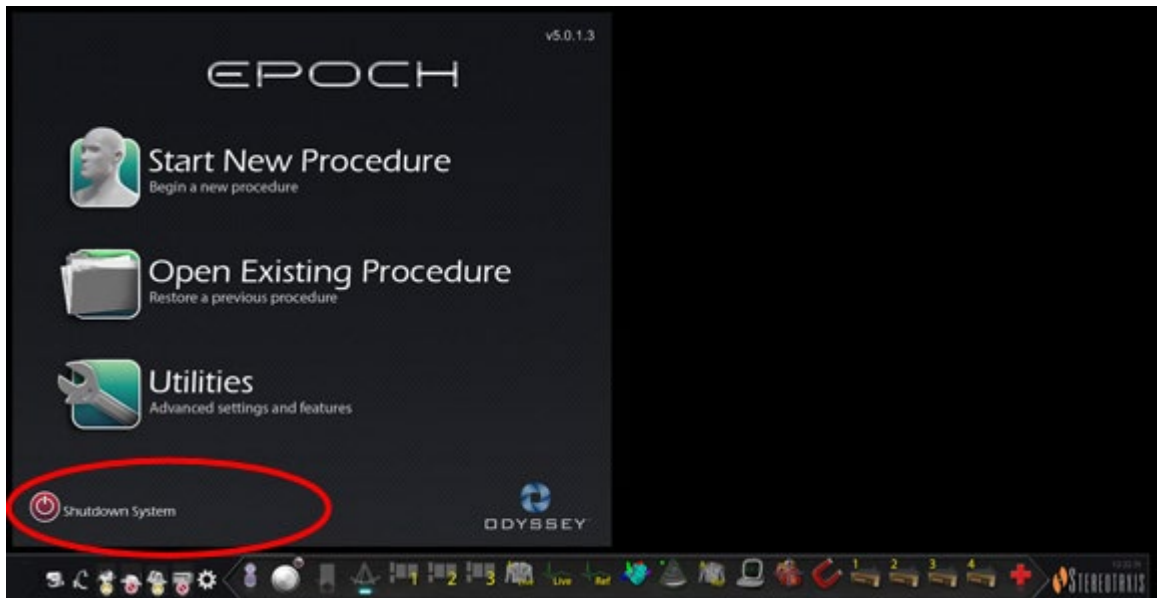 v5.0.1.3
EPOCH
Start New Procedure
Begin a new procedure
Open Existing Procedure
Restore a previous procedure
Utilities
Advanced settings and features
Shutdown System
ODYSSEY
1 2 3 Live Ref 1 2 3 4
STEREOTAXIS